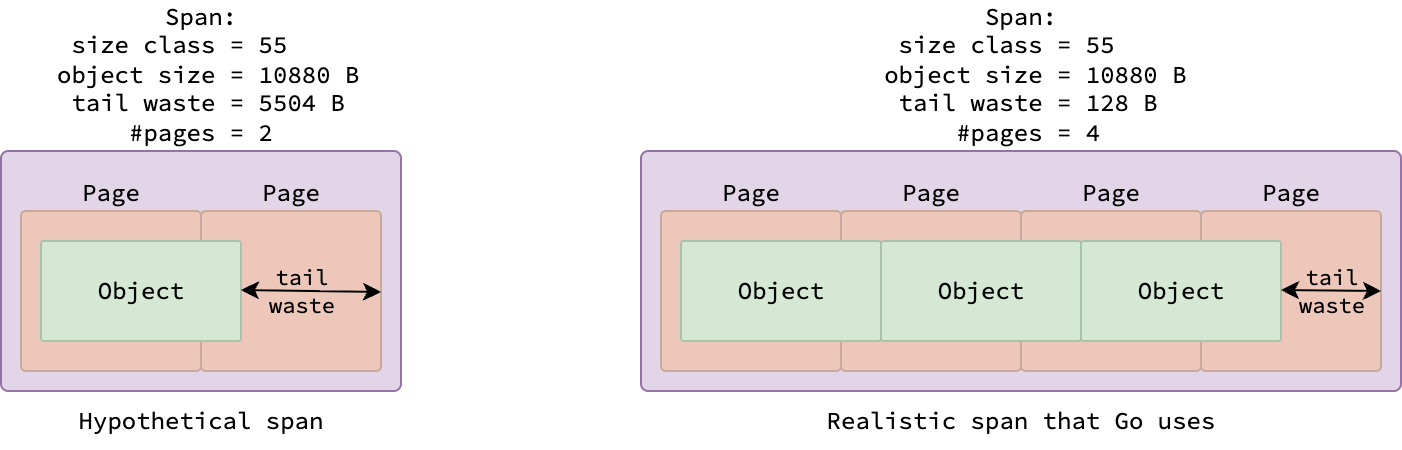 Span:
size class = 55
object size = 10880 B
tail waste = 5504 B
#pages = 2
Page Page
Object
tail
waste
Hypothetical span
Span:
size class = 55
object size = 10880 B
tail waste = 128 B
#pages = 4
Page Page Page Page
Object Object Object
tail
waste
Realistic span that Go uses